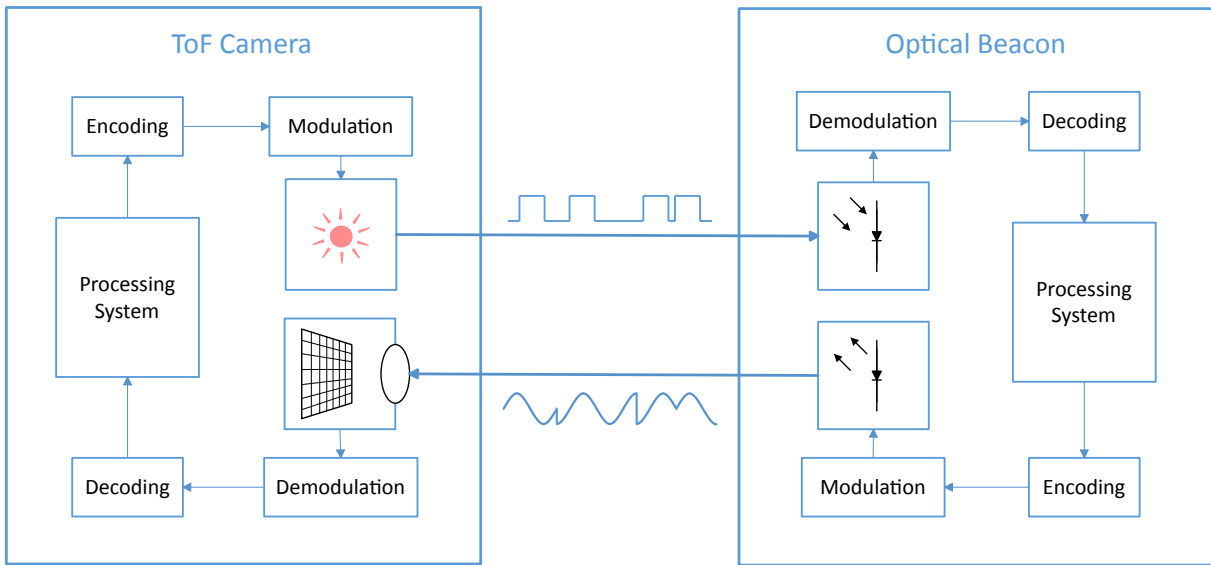 ToF Camera
Encoding
Modulation
Processing
System
Decoding
Demodulation
Optical Beacon
Demodulation
Decoding
Processing
System
Modulation
Encoding